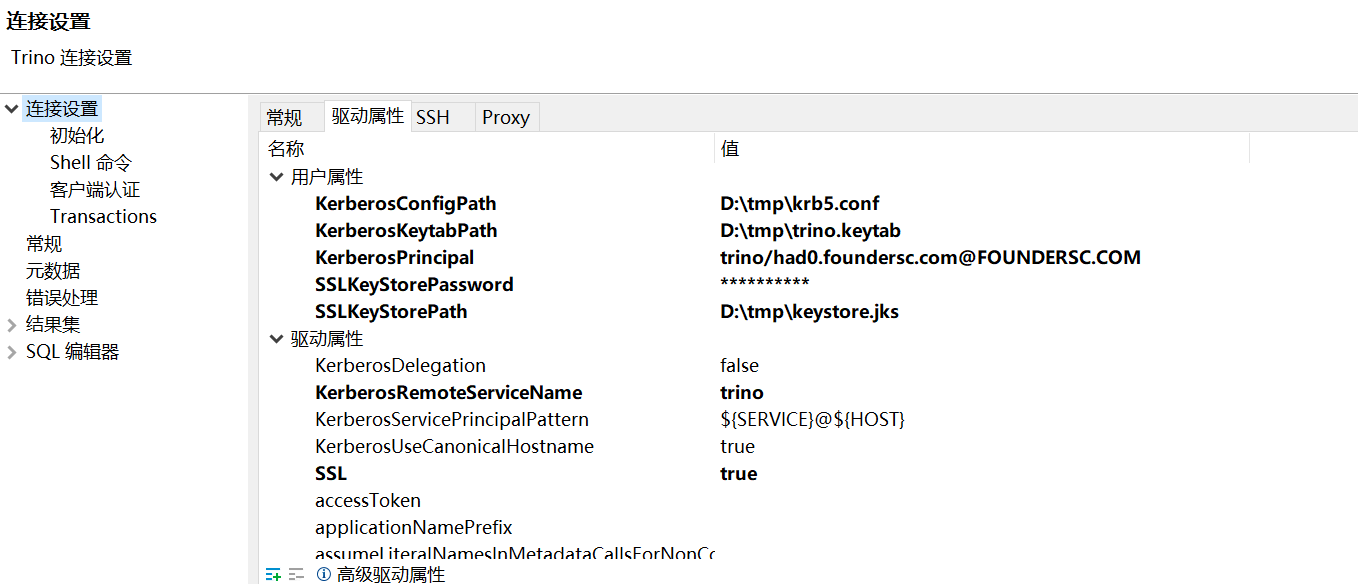 连接设置
Trino 连接设置
连接设置
初始化
Shell 命令
客户端认证
Transactions
常规
元数据
错误处理
结果集
SQL 编辑器
常规 驱动属性 SSH Proxy
名称 值
用户属性
KerberosConfigPath D:\tmp\krb5.conf
KerberosKeytabPath D:\tmp\trino.keytab
KerberosPrincipal trino/had0.foundersc.com@FOUNDERSC.COM
SSLKeyStorePassword **********
SSLKeyStorePath D:\tmp\keystore.jks
驱动属性
KerberosDelegation false
KerberosRemoteServiceName trino
KerberosServicePrincipalPattern ${SERVICE}@${HOST}
KerberosUseCanonicalHostname true
SSL true
accessToken
applicationNamePrefix
assumeLiteralNamesInMetadataCallsForNonCo
高级驱动属性